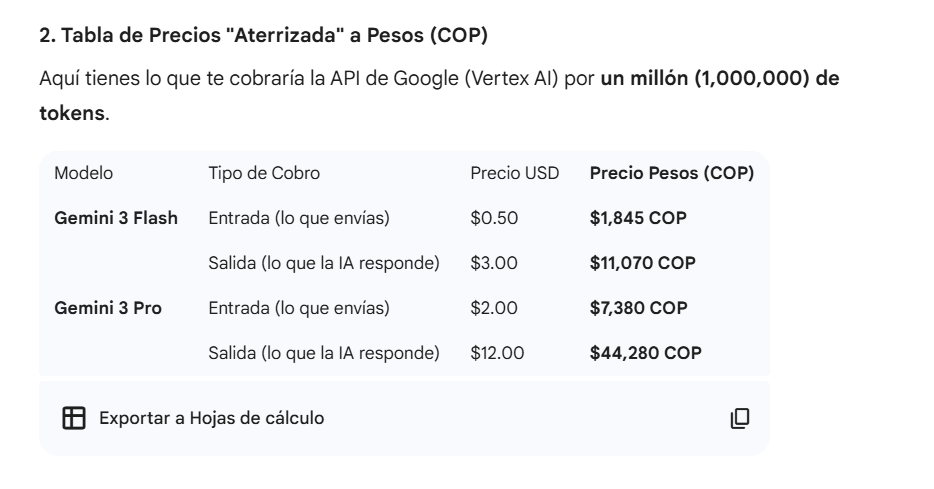 2. Tabla de Precios "Aterrizada" a Pesos (COP)
Aquí tienes lo que te cobraría la API de Google (Vertex AI) por un millón (1,000,000) de
tokens.
Modelo Tipo de Cobro Precio USD Precio Pesos (COP)
Gemini 3 Flash Entrada (lo que envías) $0.50 $1,845 COP
Salida (lo que la IA responde) $3.00 $11,070 COP
Gemini 3 Pro Entrada (lo que envías) $2.00 $7,380 COP
Salida (lo que la IA responde) $12.00 $44,280 COP
Exportar a Hojas de cálculo